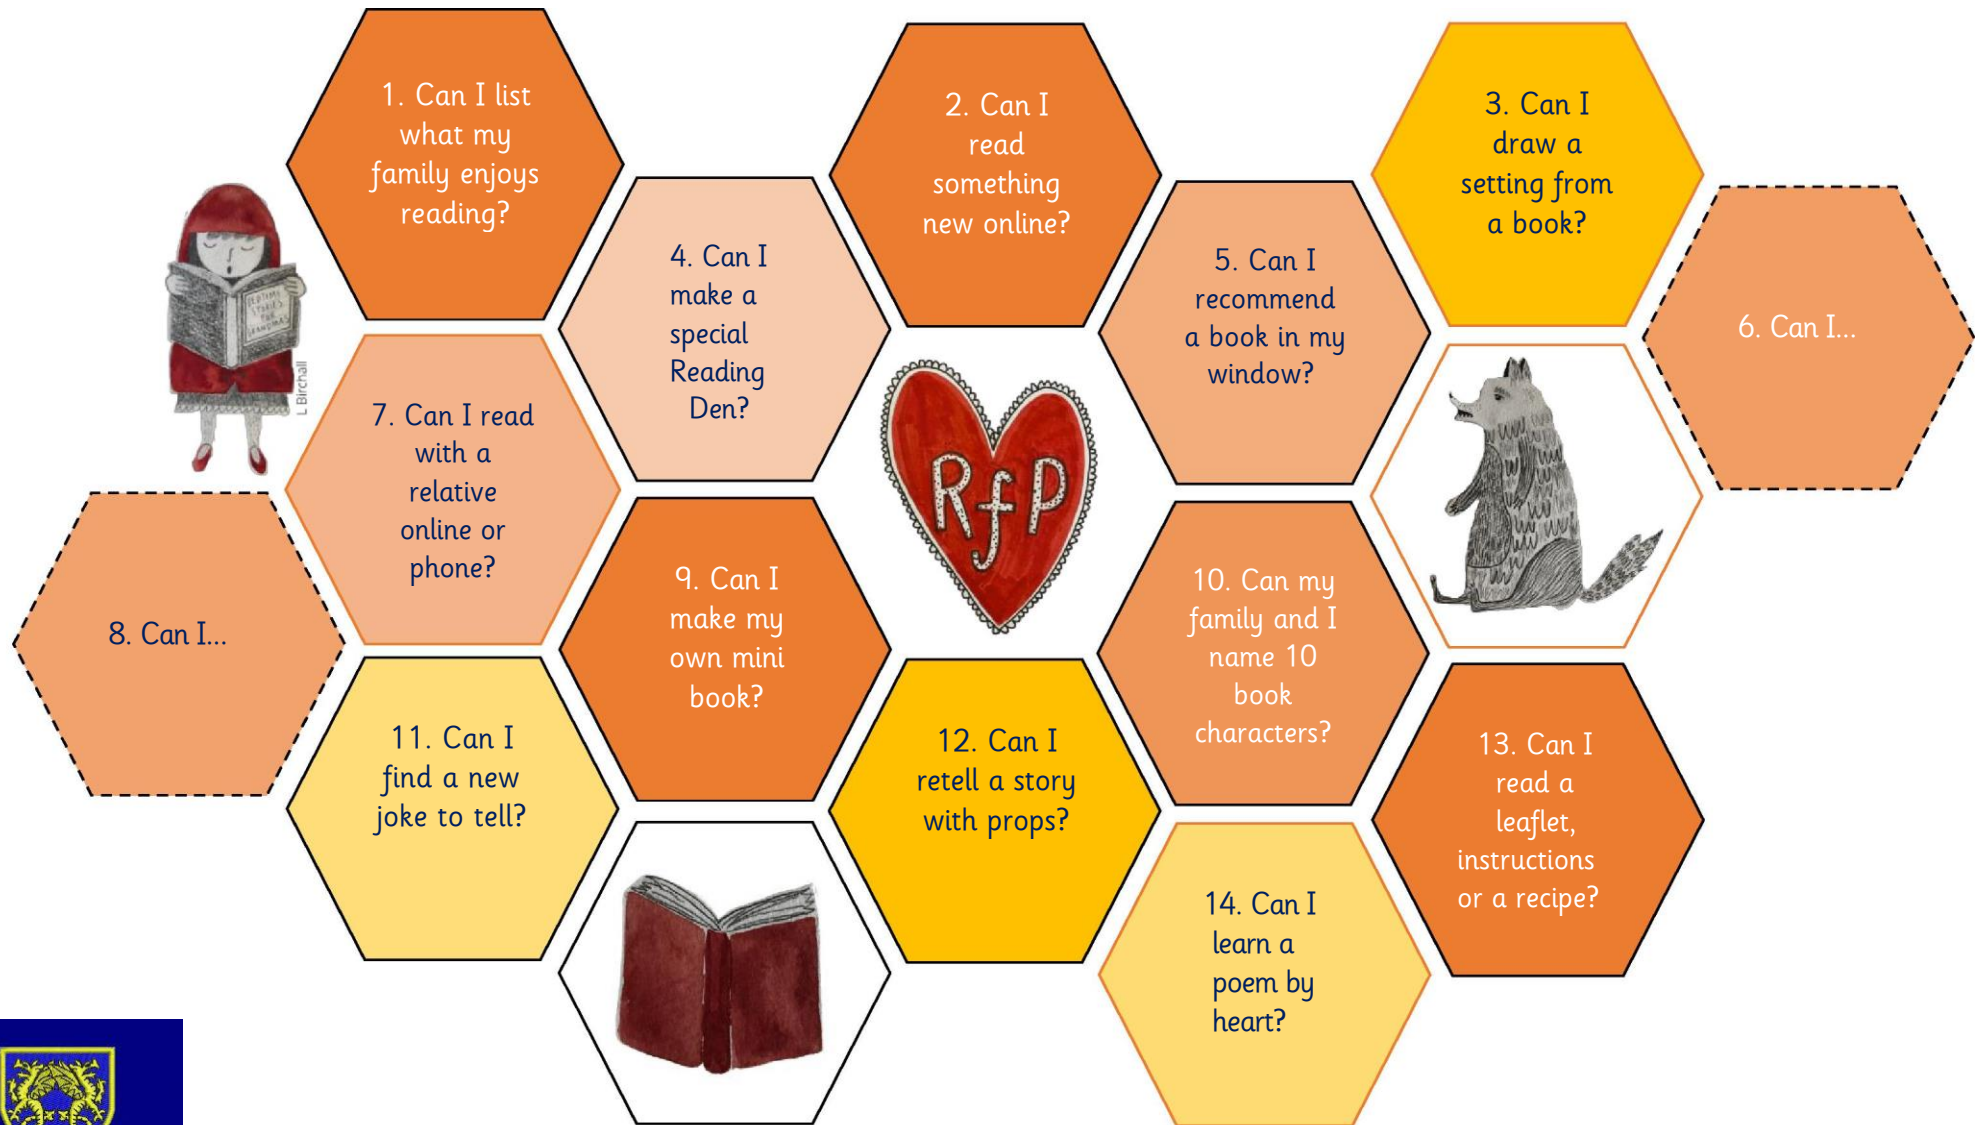 1. Can I list
what my
family enjoys
reading?
2. Can I
read
something
new online?
3. Can I
draw a
setting from
a book?
4. Can I
make a
special
Reading
Den?
5. Can I
recommend
a book in my
window?
6. Can I...
BEDTIME
STORIES
FOR
GRANDMAS
L Birchall
7. Can I read
with a
relative
online or
phone?
RfP
8. Can I...
9. Can I
make my
own mini
book?
10. Can my
family and I
name 10
book
characters?
11. Can I
find a new
joke to tell?
12. Can I
retell a story
with props?
13. Can I
read a
leaflet,
instructions
or a recipe?
14. Can I
learn a
poem by
heart?